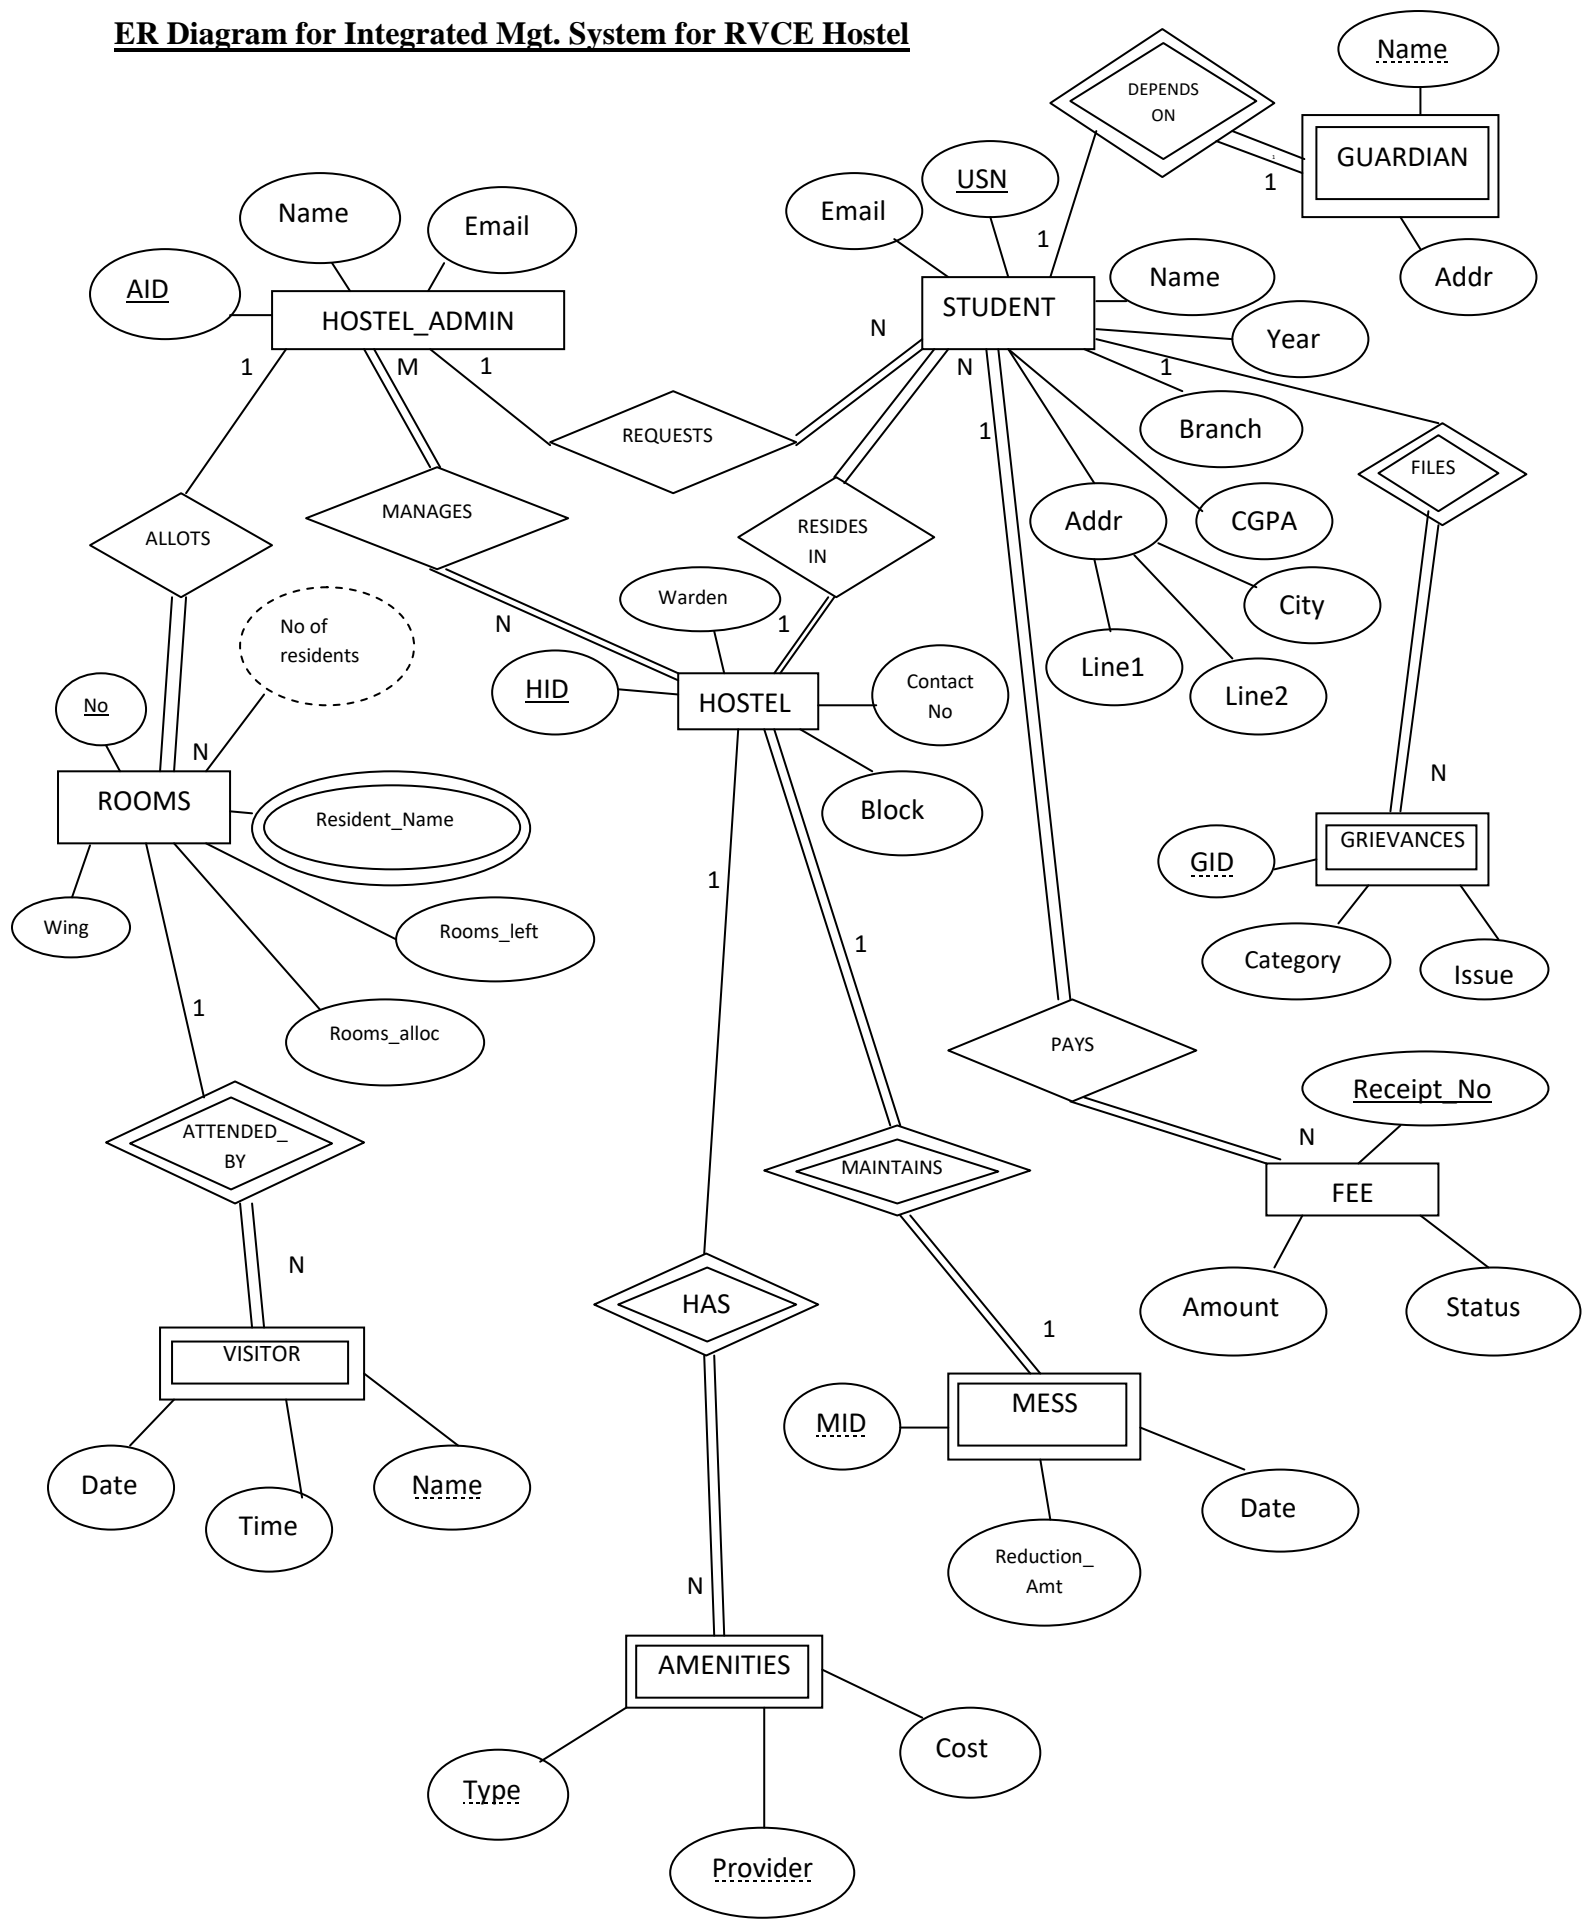 ER Diagram for Integrated Mgt. System for RVCE Hostel
Name
DEPENDS
ON
GUARDIAN
1
1
Addr
USN
Email
1
Name
Email
AID
HOSTEL_ADMIN
STUDENT
Name
Year
N
1
M
1
N
1
Branch
1
REQUESTS
FILES
MANAGES
ALLOTS
RESIDES
IN
Addr
CGPA
City
Warden
N
1
No of
residents
Line1
Line2
HID
HOSTEL
Contact
No
No
N
ROOMS
Resident_Name
Block
N
GRIEVANCES
GID
Category
Issue
1
Wing
Rooms_left
1
1
Rooms_alloc
PAYS
Receipt_No
ATTENDED_
BY
MAINTAINS
N
FEE
N
HAS
Amount
Status
1
VISITOR
MESS
MID
Date
Time
Name
Date
Reduction_
Amt
N
AMENITIES
Cost
Type
Provider